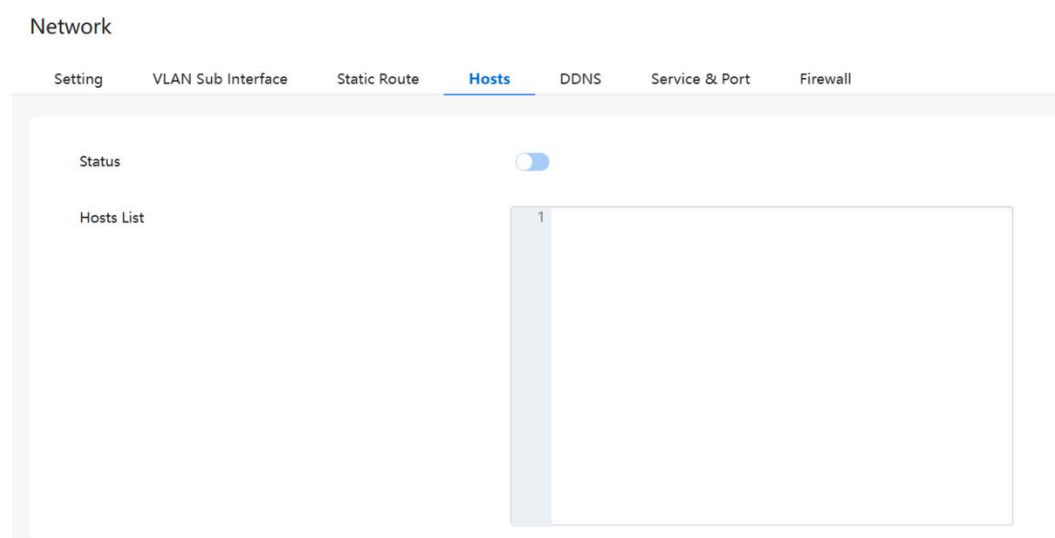 Network
Setting VLAN Sub Interface Static Route Hosts DDNS Service & Port Firewall
Status
Hosts List
1